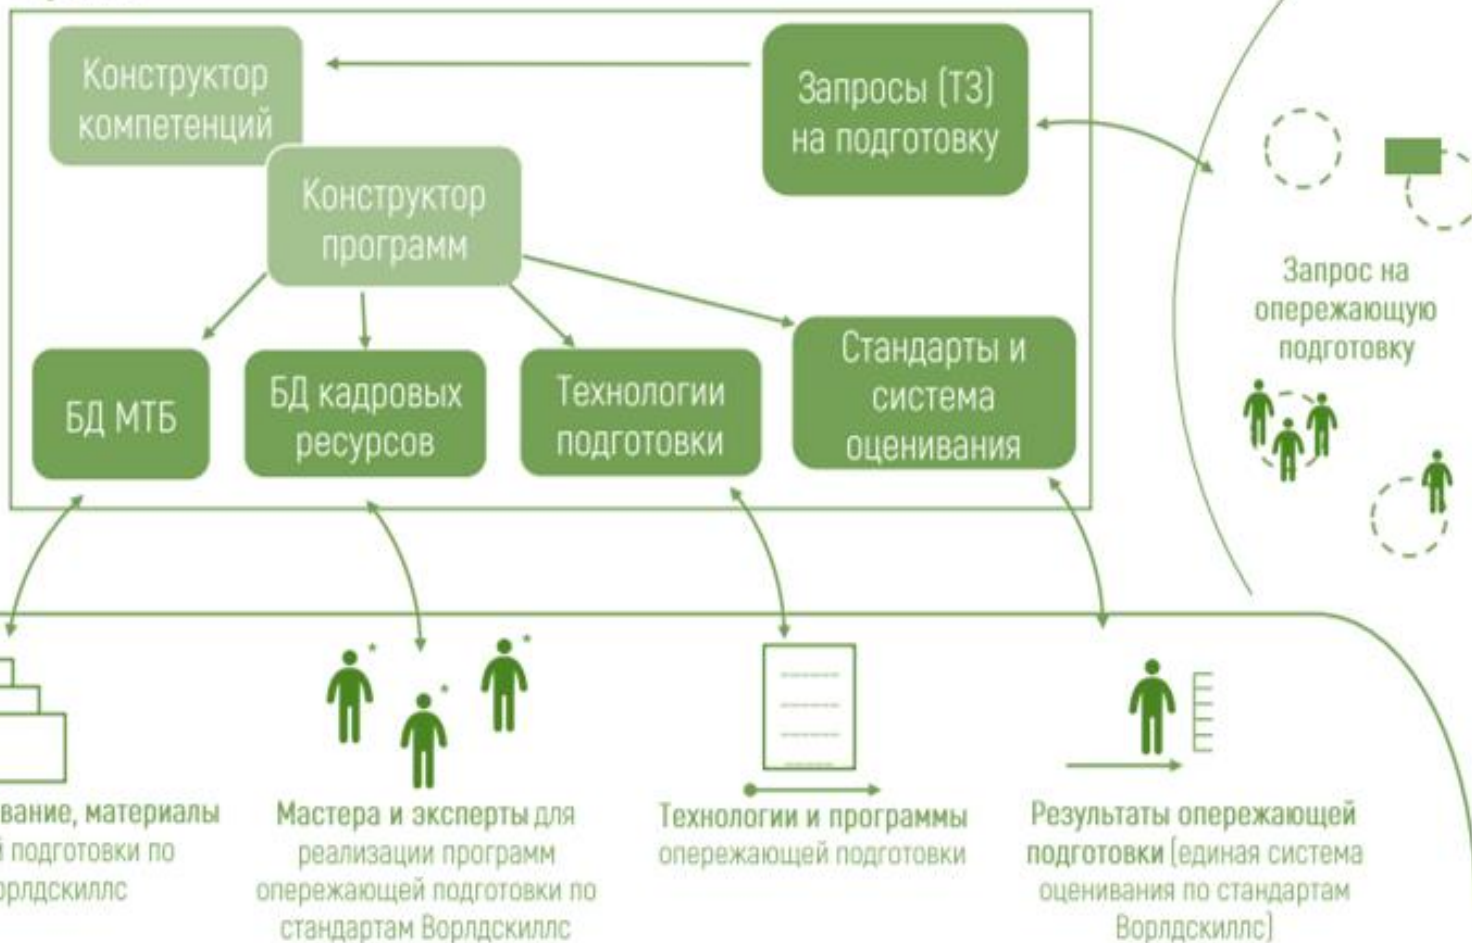 Конструктор
компетенций
Запросы (ТЗ)
на подготовку
Конструктор
программ
Запрос на
опережающую
подготовку
БД МТБ
БД кадровых
ресурсов
Технологии
подготовки
Стандарты и
система
оценивания
вание, материалы
подготовки по
Мастера и эксперты для
реализации программ
опережающей подготовки по
стандартам Ворлдскиллс
Технологии и программы
опережающей подготовки
Результаты опережающей
подготовки (единая система
оценивания по стандартам
Ворлдскиллс)